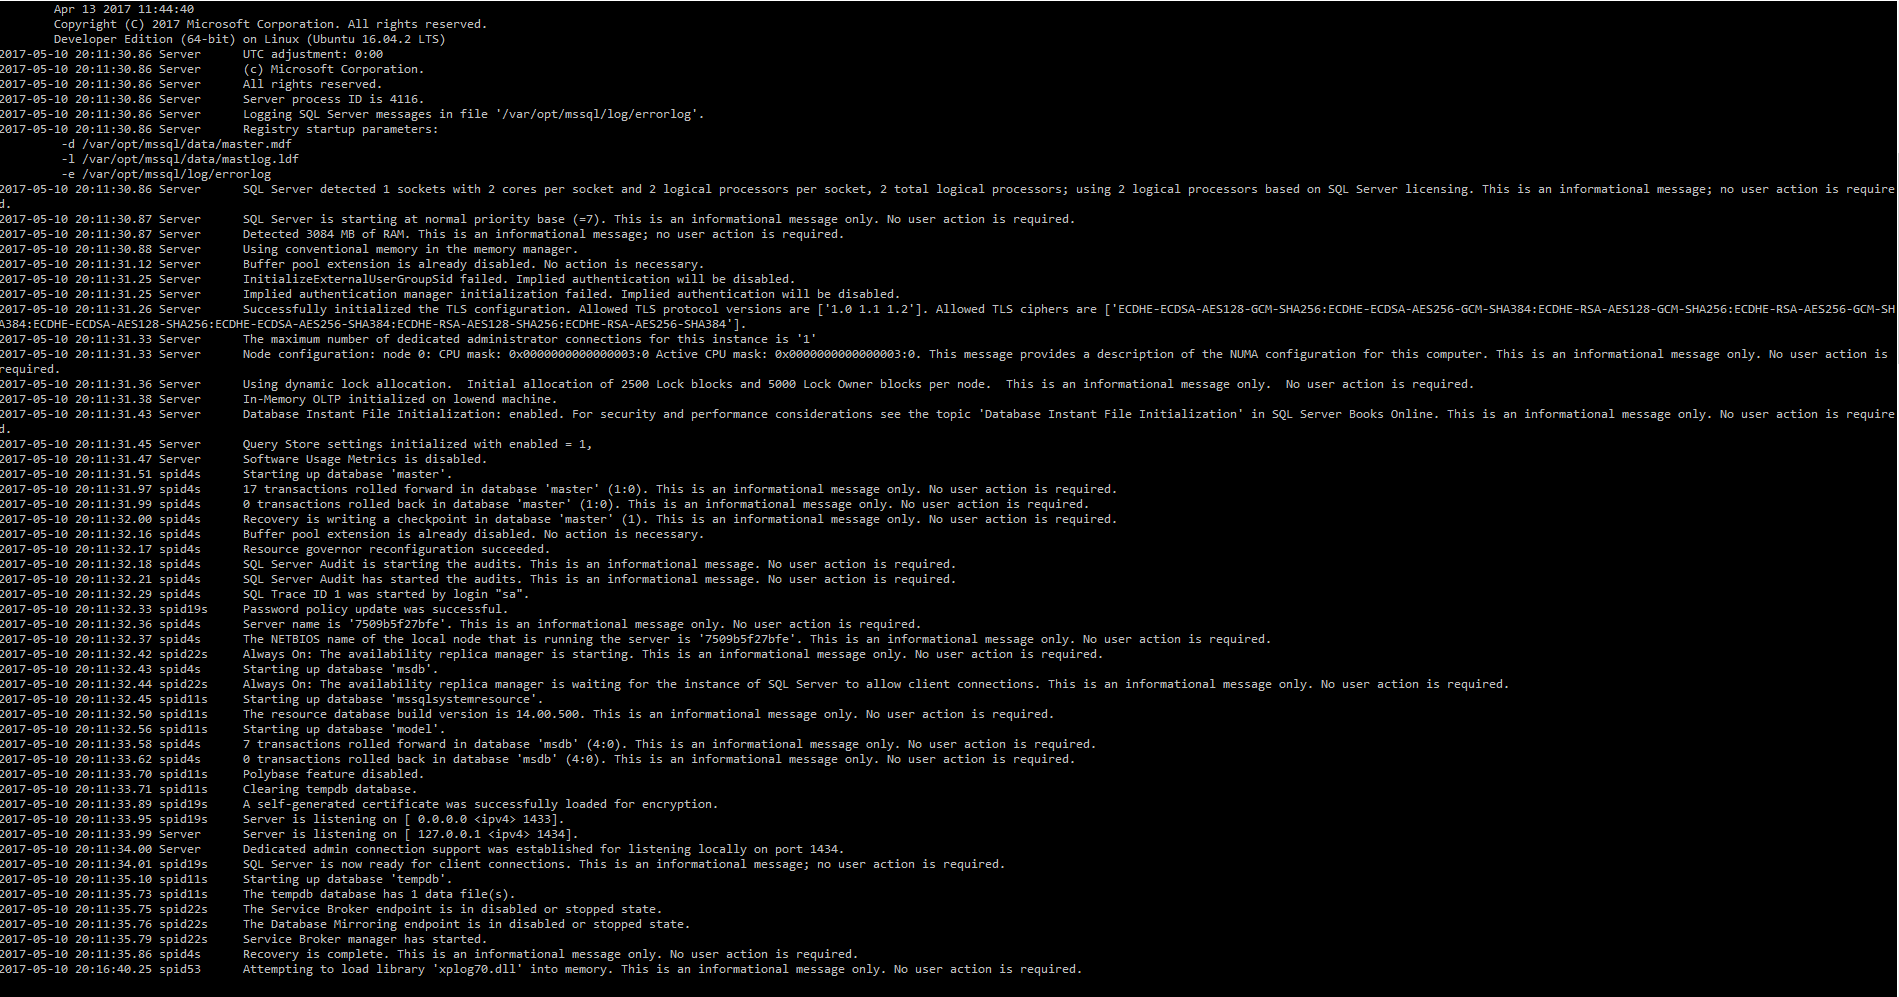 Apr 13 2017 11:44:40
Copyright (C) 2017 Microsoft Corporation. All rights reserved.
Developer Edition (64-bit) on Linux (Ubuntu 16.04.2 LTS)
2017-05-10 20:11:30.86 Server      UTC adjustment: 0:00
2017-05-10 20:11:30.86 Server      (c) Microsoft Corporation.
2017-05-10 20:11:30.86 Server      All rights reserved.
2017-05-10 20:11:30.86 Server      Server process ID is 4116.
2017-05-10 20:11:30.86 Server      Logging SQL Server messages in file '/var/opt/mssql/log/errorlog'.
2017-05-10 20:11:30.86 Server      Registry startup parameters:
-d /var/opt/mssql/data/master.mdf
-l /var/opt/mssql/data/mastlog.ldf
-e /var/opt/mssql/log/errorlog
2017-05-10 20:11:30.86 Server      SQL Server detected 1 sockets with 2 cores per socket and 2 logical processors per socket, 2 total logical processors; using 2 logical processors based on SQL Server licensing. This is an informational message; no user action is require
d.
2017-05-10 20:11:30.87 Server      SQL Server is starting at normal priority base (=7). This is an informational message only. No user action is required.
2017-05-10 20:11:30.87 Server      Detected 3084 MB of RAM. This is an informational message; no user action is required.
2017-05-10 20:11:30.88 Server      Using conventional memory in the memory manager.
2017-05-10 20:11:31.12 Server      Buffer pool extension is already disabled. No action is necessary.
2017-05-10 20:11:31.25 Server      InitializeExternalUserGroupSid failed. Implied authentication will be disabled.
2017-05-10 20:11:31.25 Server      Implied authentication manager initialization failed. Implied authentication will be disabled.
2017-05-10 20:11:31.26 Server      Successfully initialized the TLS configuration. Allowed TLS protocol versions are ['1.0 1.1 1.2']. Allowed TLS ciphers are ['ECDHE-ECDSA-AES128-GCM-SHA256:ECDHE-ECDSA-AES256-GCM-SHA384:ECDHE-RSA-AES128-GCM-SHA256:ECDHE-RSA-AES256-GCM-SH
A384:ECDHE-ECDSA-AES128-SHA256:ECDHE-ECDSA-AES256-SHA384:ECDHE-RSA-AES128-SHA256:ECDHE-RSA-AES256-SHA384'].
2017-05-10 20:11:31.33 Server      The maximum number of dedicated administrator connections for this instance is '1'
2017-05-10 20:11:31.33 Server      Node configuration: node 0: CPU mask: 0x0000000000000003:0 Active CPU mask: 0x0000000000000003:0. This message provides a description of the NUMA configuration for this computer. This is an informational message only. No user action is
required.
2017-05-10 20:11:31.36 Server      Using dynamic lock allocation.  Initial allocation of 2500 Lock blocks and 5000 Lock Owner blocks per node.  This is an informational message only.  No user action is required.
2017-05-10 20:11:31.38 Server      In-Memory OLTP initialized on lowend machine.
2017-05-10 20:11:31.43 Server      Database Instant File Initialization: enabled. For security and performance considerations see the topic 'Database Instant File Initialization' in SQL Server Books Online. This is an informational message only. No user action is require
d.
2017-05-10 20:11:31.45 Server      Query Store settings initialized with enabled = 1,
2017-05-10 20:11:31.47 Server      Software Usage Metrics is disabled.
2017-05-10 20:11:31.51 spid4s      Starting up database 'master'.
2017-05-10 20:11:31.97 spid4s      17 transactions rolled forward in database 'master' (1:0). This is an informational message only. No user action is required.
2017-05-10 20:11:31.99 spid4s      0 transactions rolled back in database 'master' (1:0). This is an informational message only. No user action is required.
2017-05-10 20:11:32.00 spid4s      Recovery is writing a checkpoint in database 'master' (1). This is an informational message only. No user action is required.
2017-05-10 20:11:32.16 spid4s      Buffer pool extension is already disabled. No action is necessary.
2017-05-10 20:11:32.17 spid4s      Resource governor reconfiguration succeeded.
2017-05-10 20:11:32.18 spid4s      SQL Server Audit is starting the audits. This is an informational message. No user action is required.
2017-05-10 20:11:32.21 spid4s      SQL Server Audit has started the audits. This is an informational message. No user action is required.
2017-05-10 20:11:32.29 spid4s      SQL Trace ID 1 was started by login "sa".
2017-05-10 20:11:32.33 spid19s     Password policy update was successful.
2017-05-10 20:11:32.36 spid4s      Server name is '7509b5f27bfe'. This is an informational message only. No user action is required.
2017-05-10 20:11:32.37 spid4s      The NETBIOS name of the local node that is running the server is '7509b5f27bfe'. This is an informational message only. No user action is required.
2017-05-10 20:11:32.42 spid22s     Always On: The availability replica manager is starting. This is an informational message only. No user action is required.
2017-05-10 20:11:32.43 spid4s      Starting up database 'msdb'.
2017-05-10 20:11:32.44 spid22s     Always On: The availability replica manager is waiting for the instance of SQL Server to allow client connections. This is an informational message only. No user action is required.
2017-05-10 20:11:32.45 spid11s     Starting up database 'mssqlsystemresource'.
2017-05-10 20:11:32.50 spid11s     The resource database build version is 14.00.500. This is an informational message only. No user action is required.
2017-05-10 20:11:32.56 spid11s     Starting up database 'model'.
2017-05-10 20:11:33.58 spid4s      7 transactions rolled forward in database 'msdb' (4:0). This is an informational message only. No user action is required.
2017-05-10 20:11:33.62 spid4s      0 transactions rolled back in database 'msdb' (4:0). This is an informational message only. No user action is required.
2017-05-10 20:11:33.70 spid11s     Polybase feature disabled.
2017-05-10 20:11:33.71 spid11s     Clearing tempdb database.
2017-05-10 20:11:33.89 spid19s     A self-generated certificate was successfully loaded for encryption.
2017-05-10 20:11:33.95 spid19s     Server is listening on [ 0.0.0.0 <ipv4> 1433].
2017-05-10 20:11:33.99 Server      Server is listening on [ 127.0.0.1 <ipv4> 1434].
2017-05-10 20:11:34.00 Server      Dedicated admin connection support was established for listening locally on port 1434.
2017-05-10 20:11:34.01 spid19s     SQL Server is now ready for client connections. This is an informational message; no user action is required.
2017-05-10 20:11:35.10 spid11s     Starting up database 'tempdb'.
2017-05-10 20:11:35.73 spid11s     The tempdb database has 1 data file(s).
2017-05-10 20:11:35.75 spid22s     The Service Broker endpoint is in disabled or stopped state.
2017-05-10 20:11:35.76 spid22s     The Database Mirroring endpoint is in disabled or stopped state.
2017-05-10 20:11:35.79 spid22s     Service Broker manager has started.
2017-05-10 20:11:35.86 spid4s      Recovery is complete. This is an informational message only. No user action is required.
2017-05-10 20:16:40.25 spid53      Attempting to load library 'xplog70.dll' into memory. This is an informational message only. No user action is required.